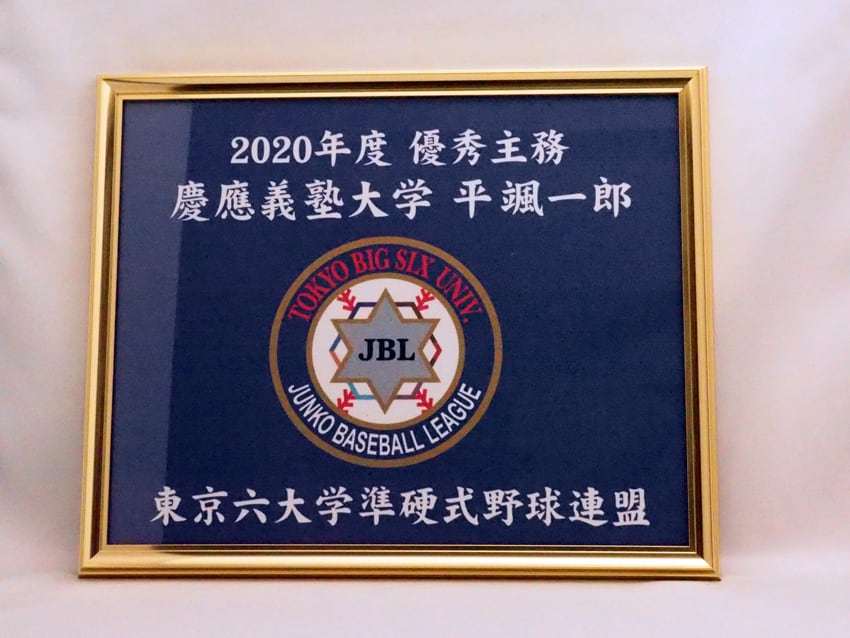 2020年度 優秀主務
慶應義塾大学 平颯一郎
TOKYO BIG SIX UNIV.
JBL
JUNKO BASEBALL LEAGUE
東京六大学準硬式野球連盟